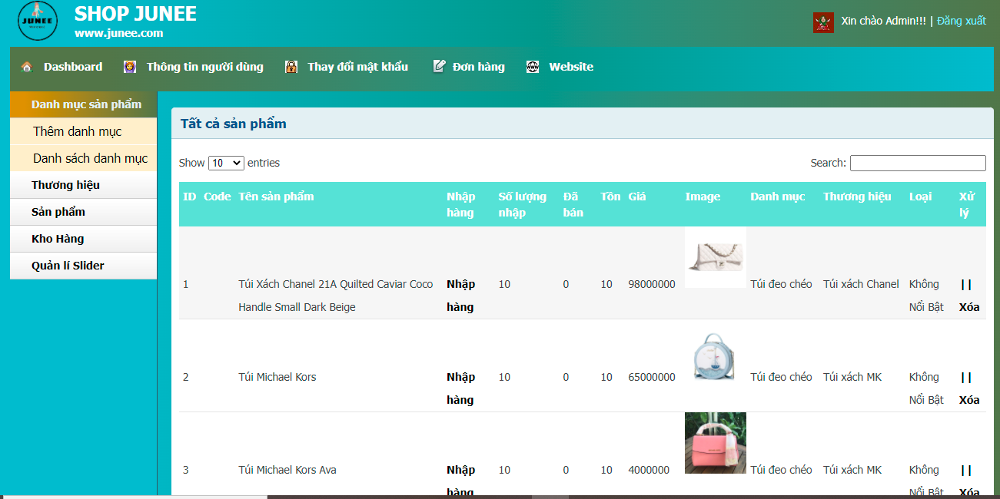 JUNEE
SHOP JUNEE
www.junee.com
Xin chào Admin!!! | Đăng xuất
Dashboard Thông tin người dùng Thay đổi mật khẩu Đơn hàng Website
Danh mục sản phẩm
Thêm danh mục
Danh sách danh mục
Thương hiệu
Sản phẩm
Kho Hàng
Quản lí Slider
Tất cả sản phẩm
Show 10 entries Search:
ID Code Tên sản phẩm Nhập hàng Số lượng nhập Đã bán Tồn Giá Image Danh mục Thương hiệu Loại Xử lý
1 Túi Xách Chanel 21A Quilted Caviar Coco Nhập 10 0 10 98000000 Túi đeo chéo Túi xách Chanel Không ||
Handle Small Dark Beige hàng Nổi Bật Xóa
2 Túi Michael Kors Nhập 10 0 10 65000000 Túi đeo chéo Túi xách MK Không ||
hàng Nổi Bật Xóa
3 Túi Michael Kors Ava Nhập 10 0 10 4000000 Túi đeo chéo Túi xách MK Không ||
hàng Nổi Bật Xóa